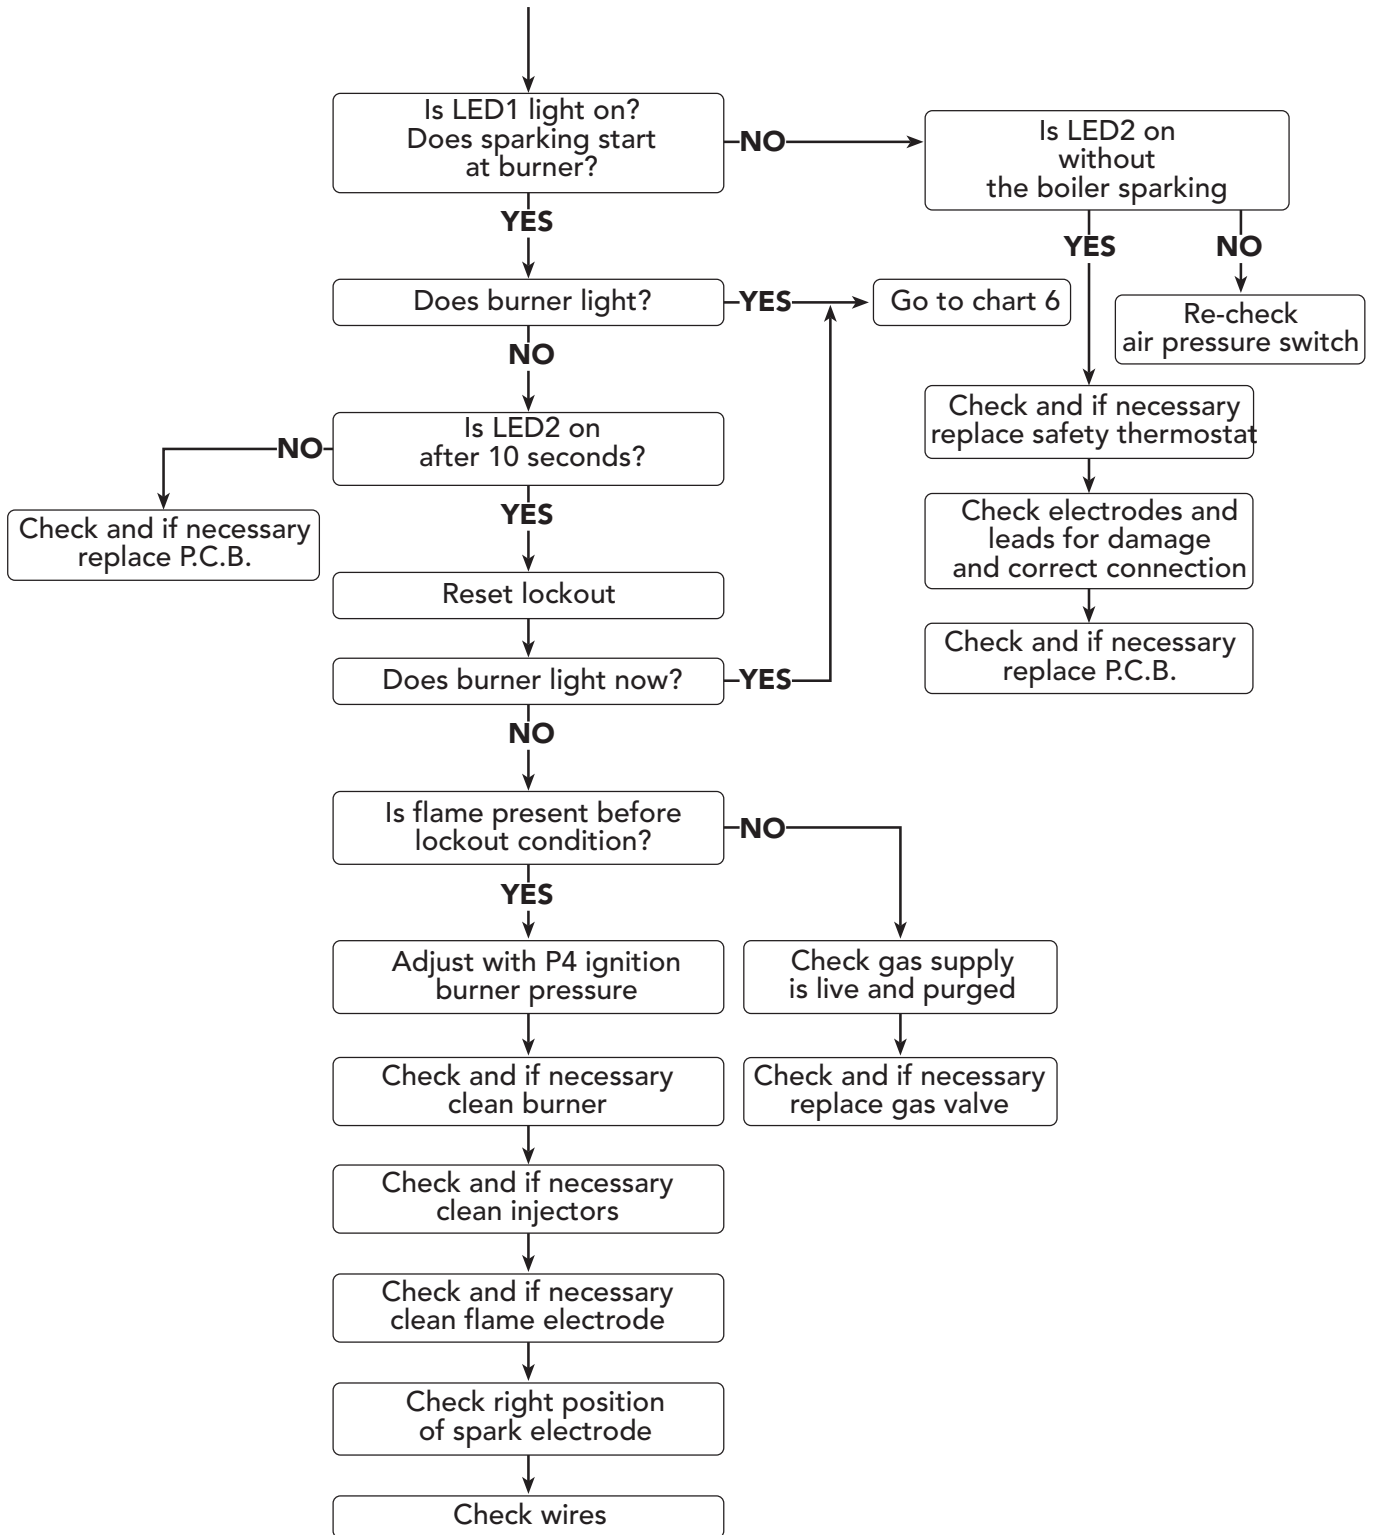 Is LED1 light on?
Does sparking start
at burner?
NO
Is LED2 on
without
the boiler sparking
YES
YES
NO
Does burner light?
YES
Go to chart 6
Re-check
air pressure switch
NO
Check and if necessary
replace safety thermostat
Is LED2 on
after 10 seconds?
NO
Check and if necessary
replace P.C.B.
YES
Check electrodes and
leads for damage
and correct connection
Reset lockout
Check and if necessary
replace P.C.B.
Does burner light now?
YES
NO
Is flame present before
lockout condition?
NO
YES
Adjust with P4 ignition
burner pressure
Check gas supply
is live and purged
Check and if necessary
clean burner
Check and if necessary
replace gas valve
Check and if necessary
clean injectors
Check and if necessary
clean flame electrode
Check right position
of spark electrode
Check wires